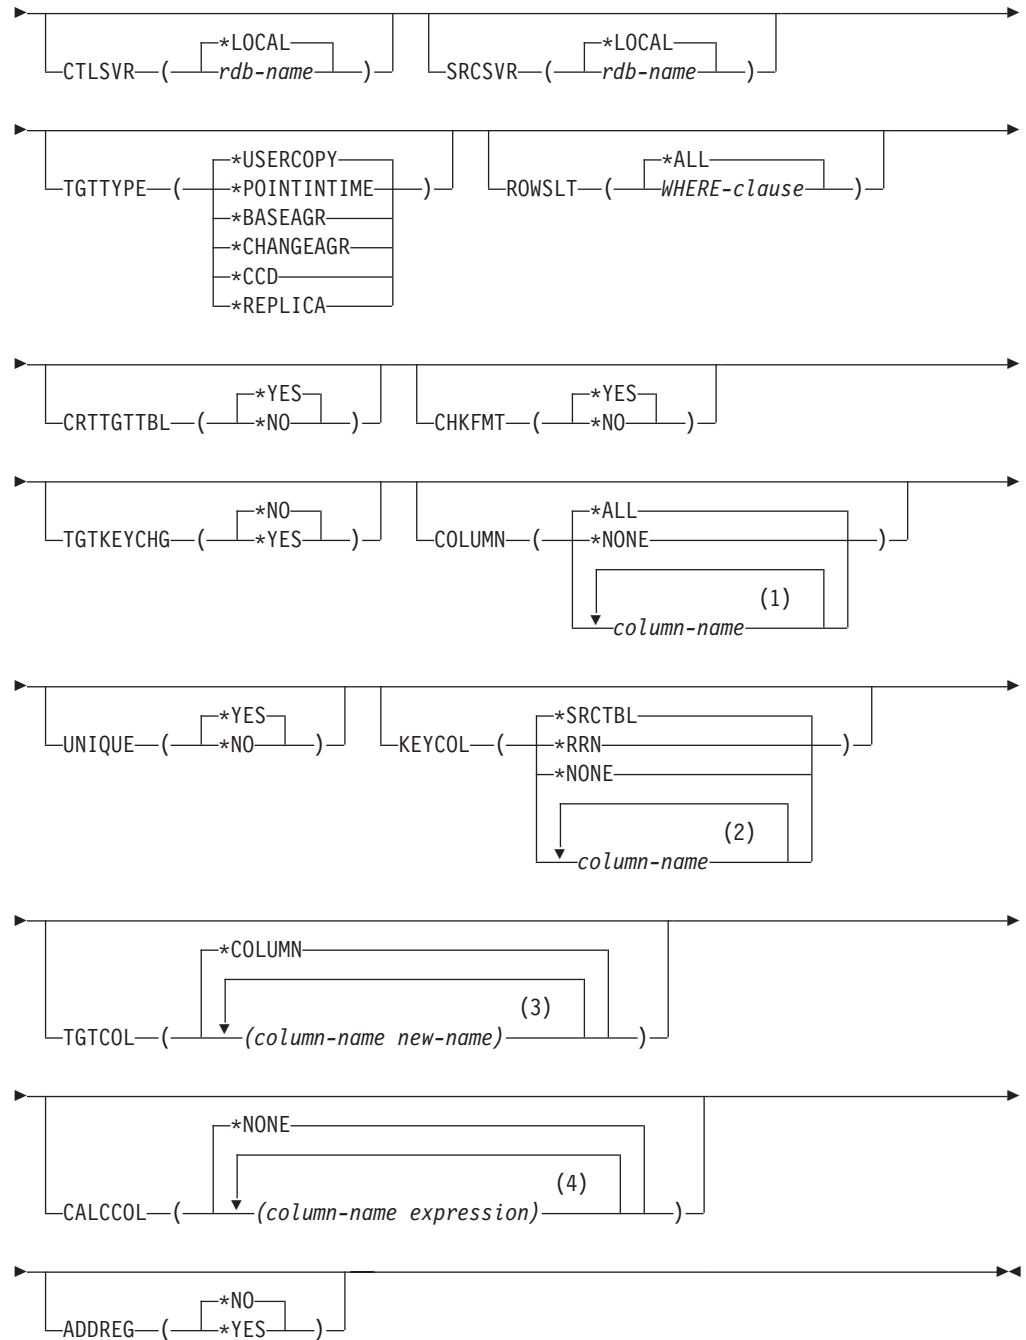 *LOCAL *LOCAL
CTLSVR ( rdb-name ) SRCSVR ( rdb-name )
*USERCOPY *ALL
TGTTYPE ( *POINTINTIME ) ROWSLT ( WHERE-clause )
*BASEAGR
*CHANGEAGR
*CCD
*REPLICA
*YES *YES
CRTTGTTBL ( *NO ) CHKFMT ( *NO )
*NO *ALL
TGTKEYCHG ( *YES ) COLUMN ( *NONE )
(1)
column-name
*YES *SRCTBL
UNIQUE ( *NO ) KEYCOL ( *RRN )
*NONE
(2)
column-name
*COLUMN
(3)
TGTCOL ( (column-name new-name) )
*NONE
(4)
CALCCOL ( (column-name expression) )
*NO
ADDREG ( *YES )